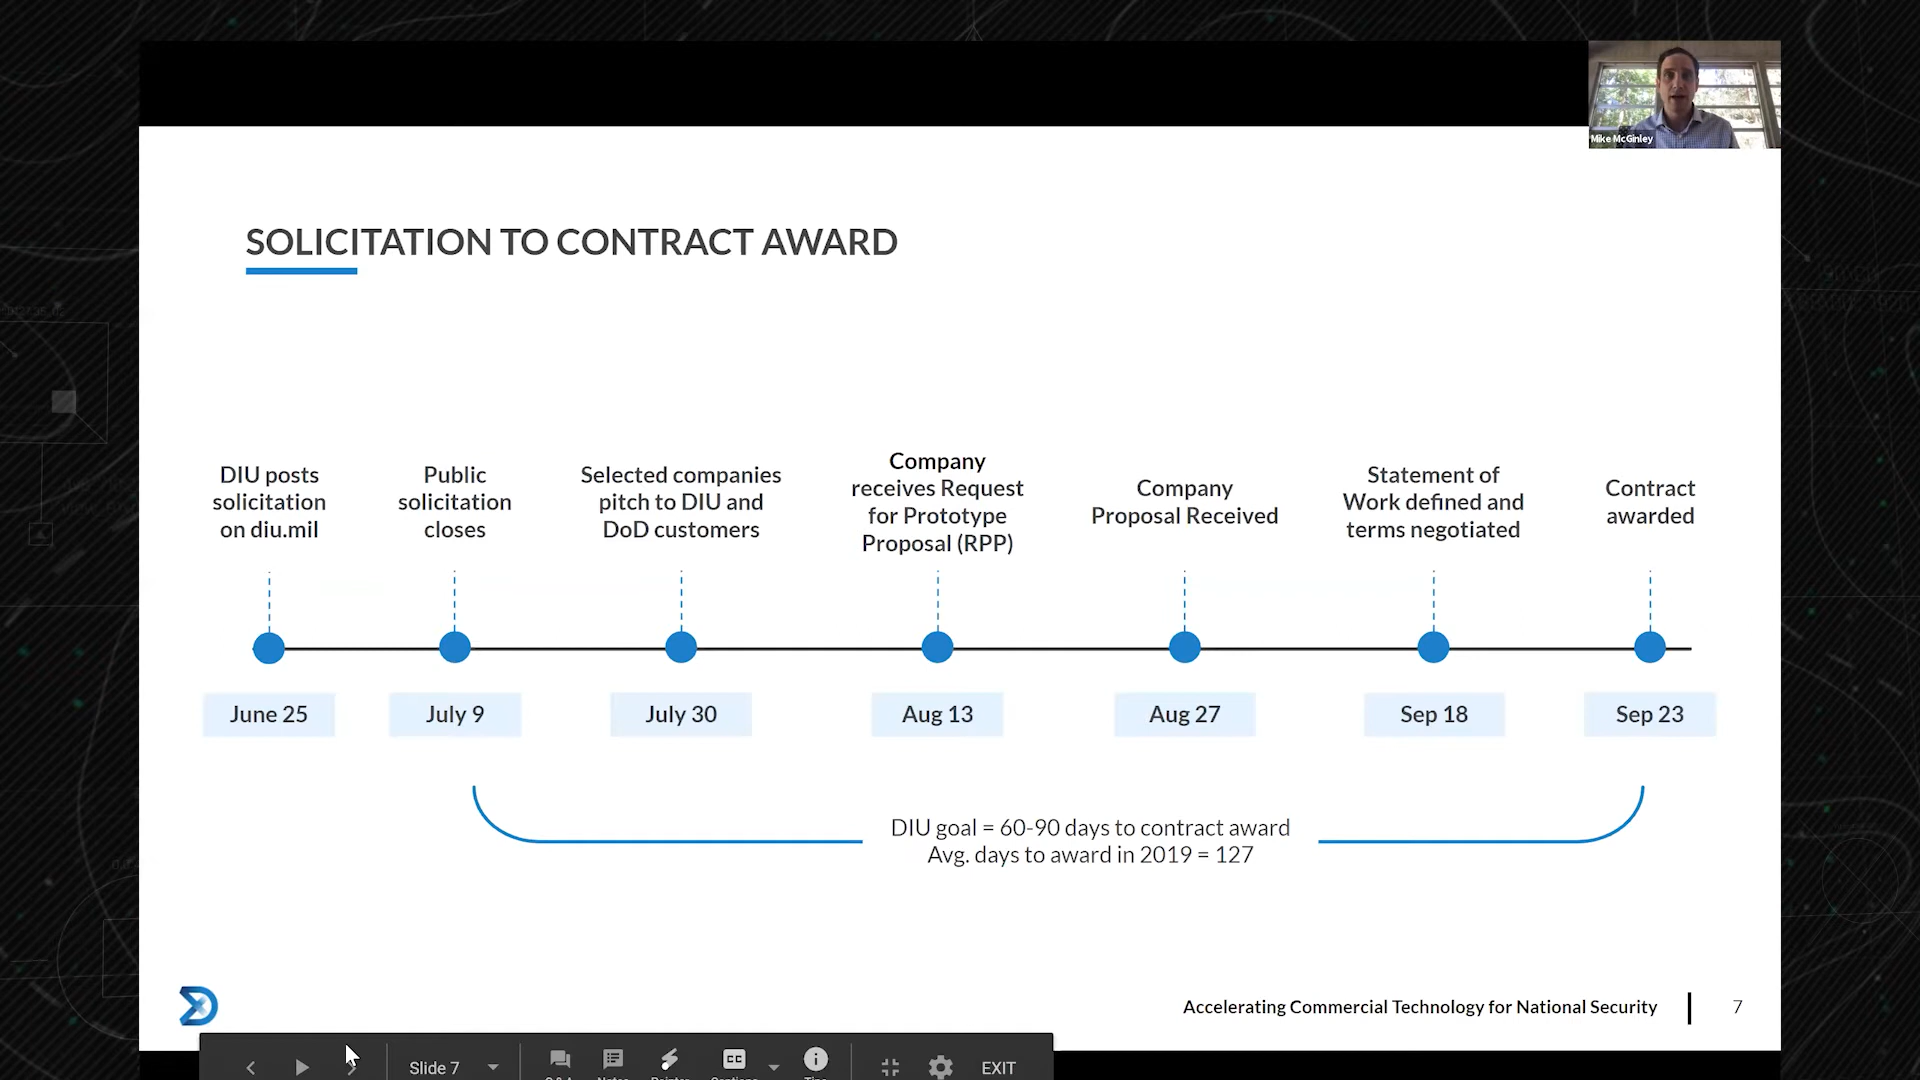 Mike McGinley
SOLICITATION TO CONTRACT AWARD
DIU posts
solicitation
on diu.mil
Public
solicitation
closes
Selected companies
pitch to DIU and
DoD customers
Company
receives Request
for Prototype
Proposal (RPP)
Company
Proposal Received
Statement of
Work defined and
terms negotiated
Contract
awarded
June 25
July 9
July 30
Aug 13
Aug 27
Sep 18
Sep 23
DIU goal = 60-90 days to contract award
Avg. days to award in 2019 = 127
Accelerating Commercial Technology for National Security
7
Slide 7
CC
EXIT